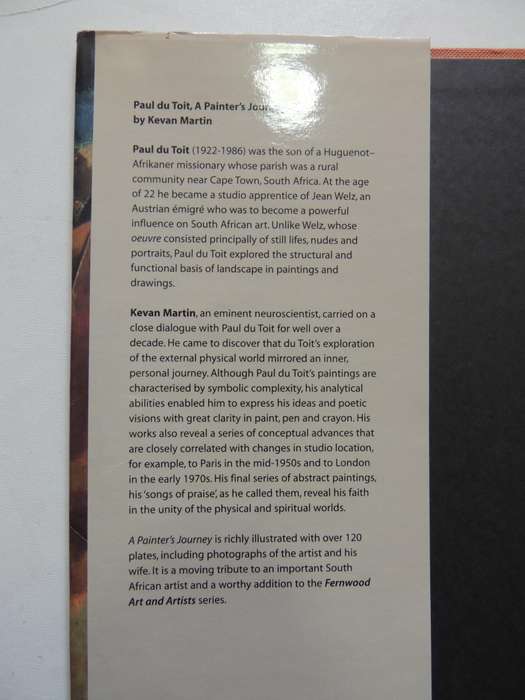 Paul du Toit, A Painter's
by Kevan Martin
Paul du Toit (1922-1986) was the son of a Huguenot–
Afrikaner missionary whose parish was a rural
community near Cape Town, South Africa. At the age
of 22 he became a studio apprentice of Jean Welz, an
Austrian émigré who was to become a powerful
influence on South African art. Unlike Welz, whose
oeuvre consisted principally of still lifes, nudes and
portraits, Paul du Toit explored the structural and
functional basis of landscape in paintings and
drawings.
Kevan Martin, an eminent neuroscientist, carried on a
close dialogue with Paul du Toit for well over a
decade. He came to discover that du Toit's exploration
of the external physical world mirrored an inner,
personal journey. Although Paul du Toit's paintings are
characterised by symbolic complexity, his analytical
abilities enabled him to express his ideas and poetic
visions with great clarity in paint, pen and crayon. His
works also reveal a series of conceptual advances that
are closely correlated with changes in studio location,
for example, to Paris in the mid-1950s and to London
in the early 1970s. His final series of abstract paintings,
his 'songs of praise', as he called them, reveal his faith
in the unity of the physical and spiritual worlds.
A Painter's Journey is richly illustrated with over 120
plates, including photographs of the artist and his
wife. It is a moving tribute to an important South
African artist and a worthy addition to the Fernwood
Art and Artists series.